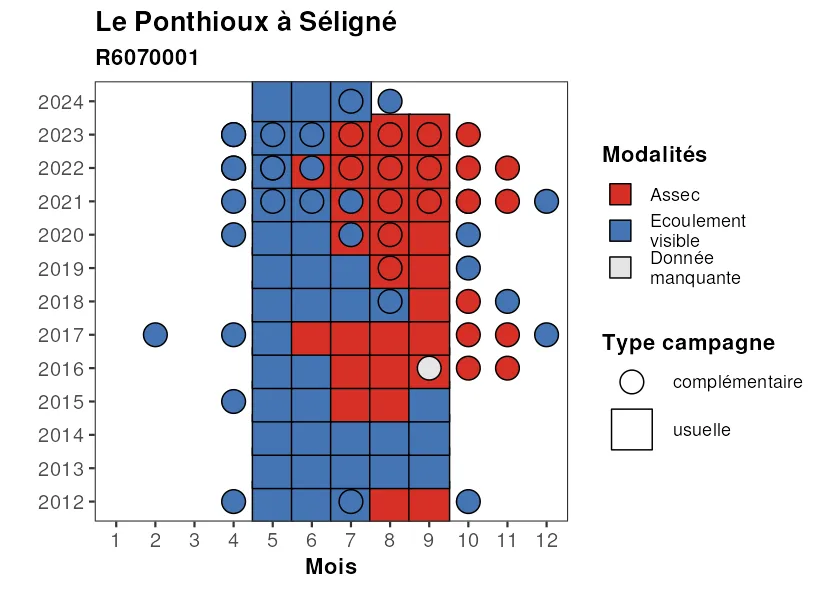 Le Ponthioux à Séligné
R6070001
2024
2023
2022
2021
2020
2019
2018
2017
2016
2015
2014
2013
2012
1 2 3 4 5 6 7 8 9 10 11 12
Mois
Modalités
Assec
Ecoulement
visible
Donnée
manquante
Type campagne
complémentaire
usuelle